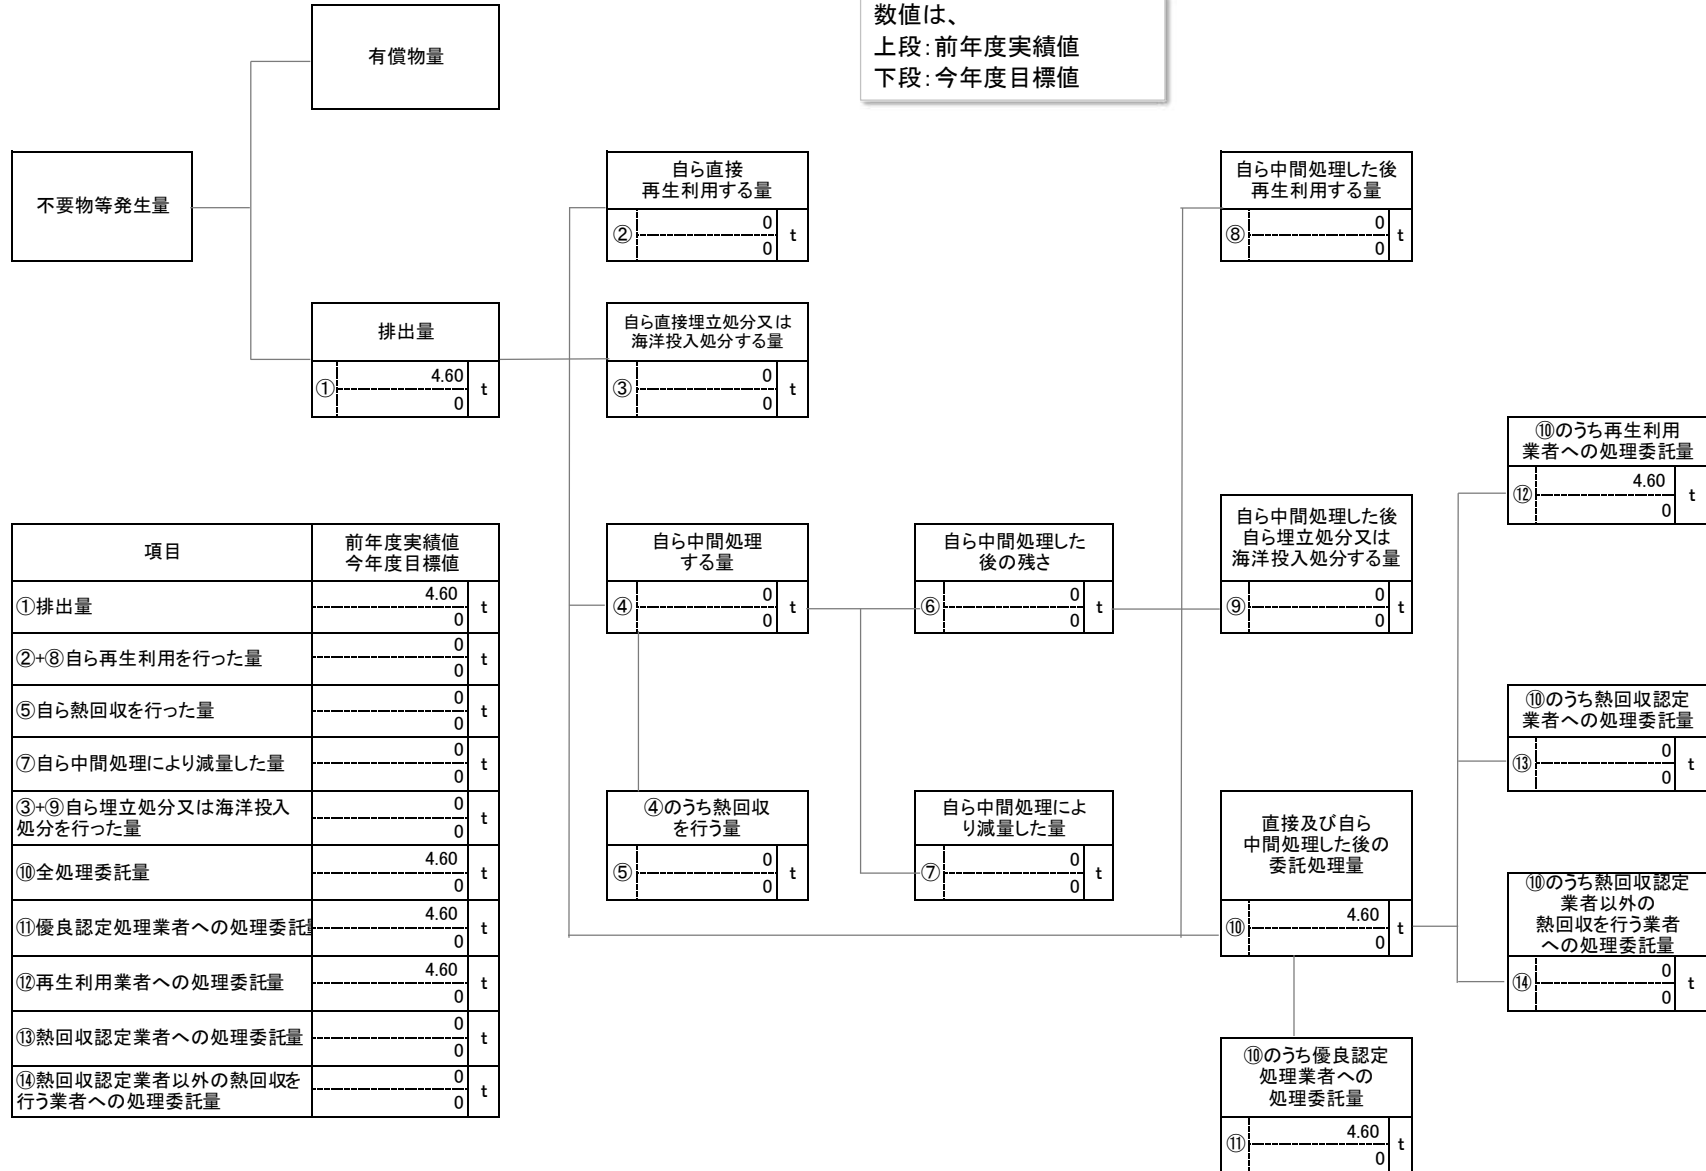 数値は、
上段：前年度実績値
下段：今年度目標値
有償物量
不要物等発生量
自ら直接
再生利用する量
②
0
0
t
自ら中間処理した後
再生利用する量
⑧
0
0
t
排出量
①
4.60
0
t
自ら直接埋立処分又は
海洋投入処分する量
③
0
0
t
⑩のうち再生利用
業者への処理委託量
⑫
4.60
0
t
自ら中間処理
する量
④
0
0
t
自ら中間処理した
後の残さ
⑥
0
0
t
自ら中間処理した後
自ら埋立処分又は
海洋投入処分する量
⑨
0
0
t
⑩のうち熱回収認定
業者への処理委託量
⑬
0
0
t
④のうち熱回収
を行う量
⑤
0
0
t
自ら中間処理によ
り減量した量
⑦
0
0
t
直接及び自ら
中間処理した後の
委託処理量
⑩
4.60
0
t
⑩のうち熱回収認定
業者以外の
熱回収を行う業者
への処理委託量
⑭
0
0
t
⑩のうち優良認定
処理業者への
処理委託量
⑪
4.60
0
t
項目
前年度実績値
今年度目標値
①排出量
4.60
0
t
②+⑧自ら再生利用を行った量
0
0
t
⑤自ら熱回収を行った量
0
0
t
⑦自ら中間処理により減量した量
0
0
t
③+⑨自ら埋立処分又は海洋投入
処分を行った量
0
0
t
⑩全処理委託量
4.60
0
t
⑪優良認定処理業者への処理委託
4.60
0
t
⑫再生利用業者への処理委託量
4.60
0
t
⑬熱回収認定業者への処理委託量
0
0
t
⑭熱回収認定業者以外の熱回収を
行う業者への処理委託量
0
0
t